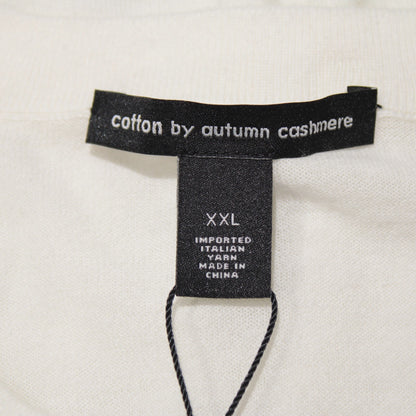 cotton by autumn cashmere
XXL
IMPORTED
ITALIAN
YARN
MADE IN
CHINA